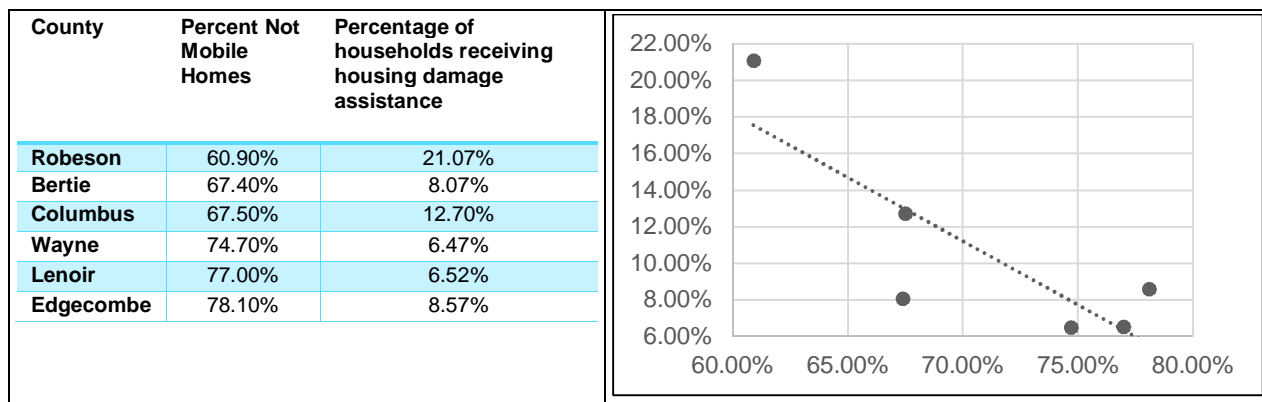 County Percent Not Mobile Homes Percentage of households receiving housing damage assistance
Robeson 60.90% 21.07%
Bertie 67.40% 8.07%
Columbus 67.50% 12.70%
Wayne 74.70% 6.47%
Lenoir 77.00% 6.52%
Edgecombe 78.10% 8.57%
22.00%
20.00%
18.00%
16.00%
14.00%
12.00%
10.00%
8.00%
6.00%
60.00% 65.00% 70.00% 75.00% 80.00%